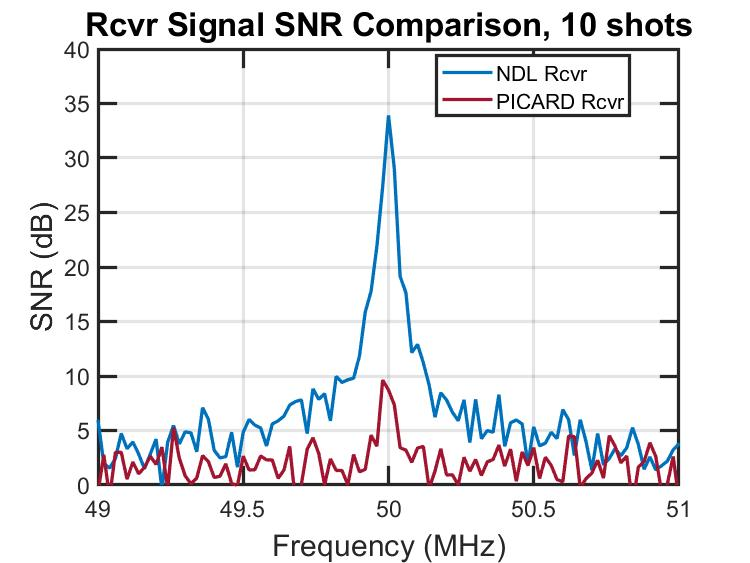 Rcvr Signal SNR Comparison, 10 shots
NDL Rcvr
PICARD Rcvr
SNR (dB)
40
35
30
25
20
15
10
5
0
49
49.5
50
50.5
51
Frequency (MHz)